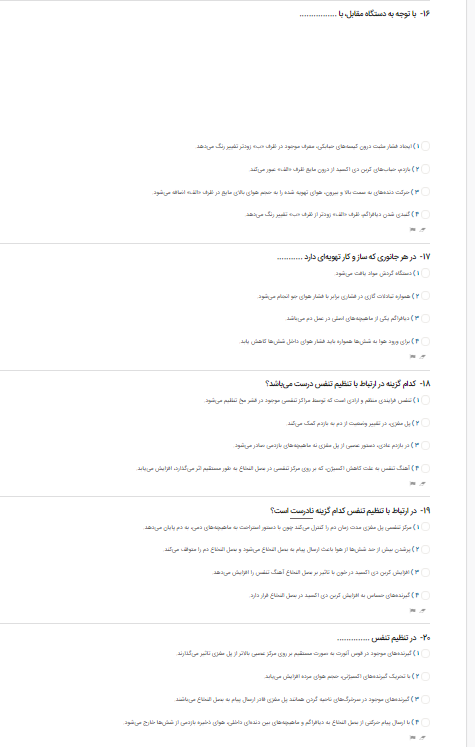 ۱۶- با توجه به دستگاه مقابل، با ................
۱) ایجاد فشار مثبت درون کیسه‌های حبابکی، معرف موجود در ظرف «ب» زودتر تغییر رنگ می‌دهد.
۲) بازدم، حباب‌های کربن دی اکسید از درون مایع ظرف «الف» عبور می‌کند.
۳) حرکت دنده‌های به سمت بالا و بیرون، هوای تهویه شده را به حجم هوای بالای مایع در ظرف «الف» اضافه می‌شود.
۴) گنبدی شدن دیافراگم، ظرف «الف» زودتر از ظرف «ب» تغییر رنگ می‌دهد.
۱۷- در هر جانوری که ساز و کار تهویه‌ای دارد ...........
۱) دستگاه گردش مواد یافت می‌شود.
۲) همواره تبادلات گازی در فشاری برابر با فشار هوای جو انجام می‌شود.
۳) دیافراگم یکی از ماهیچه‌های اصلی در عمل دم می‌باشد.
۴) برای ورود هوا به شش‌ها همواره باید فشار هوای داخل شش‌ها کاهش یابد.
۱۸- کدام گزینه در ارتباط با تنظیم تنفس درست می‌باشد؟
۱) تنفس فرایندی منظم و ارادی است که توسط مراکز تنفسی موجود در قشر مخ تنظیم می‌شود.
۲) پل مغزی، در تغییر وضعیت از دم به بازدم کمک می‌کند.
۳) در بازدم عادی، دستور عصبی از پل مغزی به ماهیچه‌های بازدمی صادر می‌شود.
۴) آهنگ تنفس به علت کاهش اکسیژن، که بر روی مرکز تنفسی در بصل النخاع به طور مستقیم اثر می‌گذارد، افزایش می‌یابد.
۱۹- در ارتباط با تنظیم تنفس کدام گزینه نادرست است؟
۱) مرکز تنفسی پل مغزی مدت زمان دم را کنترل می‌کند چون با دستور استراحت به ماهیچه‌های دمی، به دم پایان می‌دهد.
۲) پرشدن بیش از حد شش‌ها از هوا باعث ارسال پیام به بصل النخاع می‌شود و بصل النخاع دم را متوقف می‌کند.
۳) افزایش کربن دی اکسید در خون با تاثیر بر بصل النخاع آهنگ تنفس را افزایش می‌دهد.
۴) گیرنده‌های حساس به افزایش کربن دی اکسید در بصل النخاع قرار دارد.
۲۰- در تنظیم تنفس ..............
۱) گیرنده‌های موجود در قوس آئورت به صورت مستقیم بر روی مرکز عصبی بالاتر از پل مغزی تاثیر می‌گذارند.
۲) با تحریک گیرنده‌های اکسیژنی، حجم هوای مرده افزایش می‌یابد.
۳) گیرنده‌های موجود در سرخرگ‌های ناحیه گردن همانند پل مغزی قادر ارسال پیام به بصل النخاع می‌باشند.
۴) با ارسال پیام حرکتی از بصل النخاع به دیافراگم و ماهیچه‌های بین دنده‌ای داخلی، هوای ذخیره بازدمی از شش‌ها خارج می‌شود.